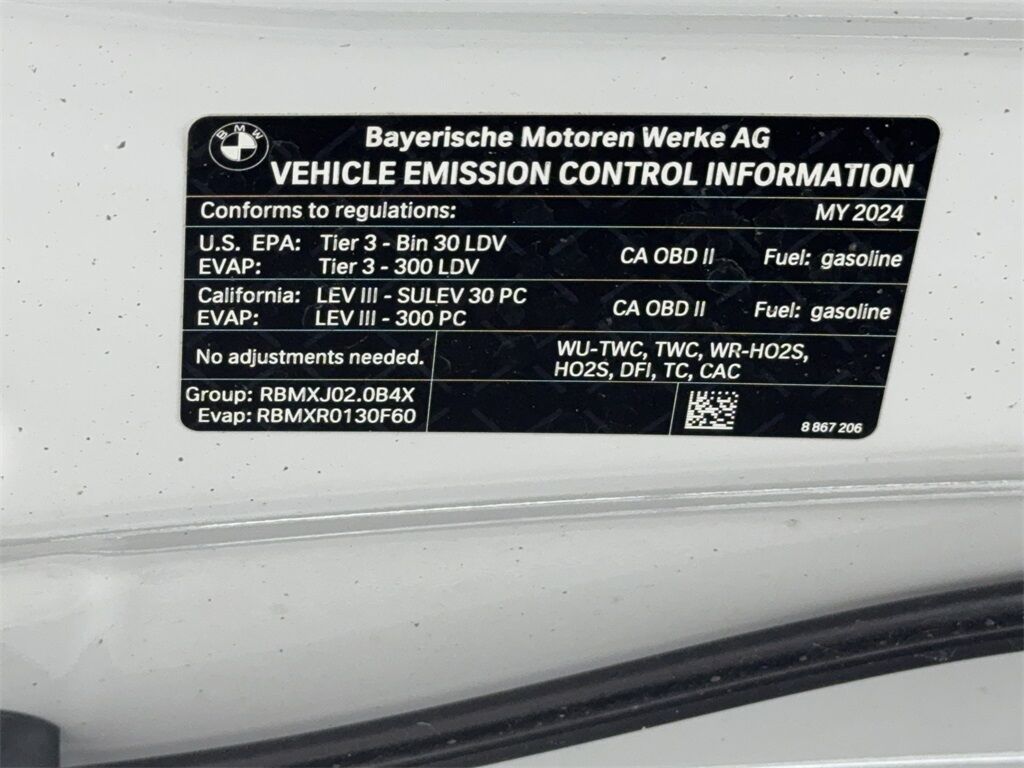 BMW
Bayerische Motoren Werke AG
VEHICLE EMISSION CONTROL INFORMATION
Conforms to regulations: MY 2024
U.S. EPA: Tier 3 - Bin 30 LDV CA OBD II Fuel: gasoline
EVAP: Tier 3 - 300 LDV
California: LEV III - SULEV 30 PC CA OBD II Fuel: gasoline
EVAP: LEV III - 300 PC
No adjustments needed.
WU-TWC, TWC, WR-HO2S,
HO2S, DFI, TC, CAC
Group: RBMXJ02.0B4X
Evap: RBMXR0130F60
8 867 206